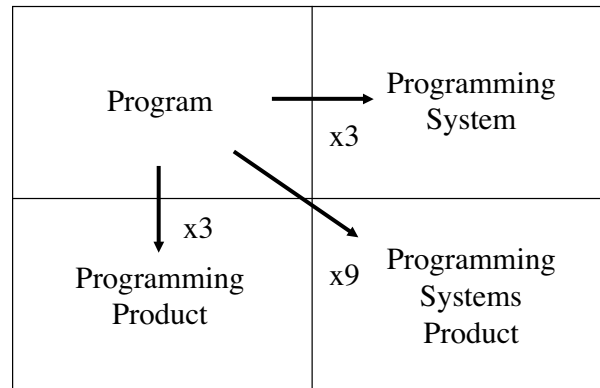 Program
Programming
System
x3
x3
Programming
Product
x9
Programming
Systems
Product